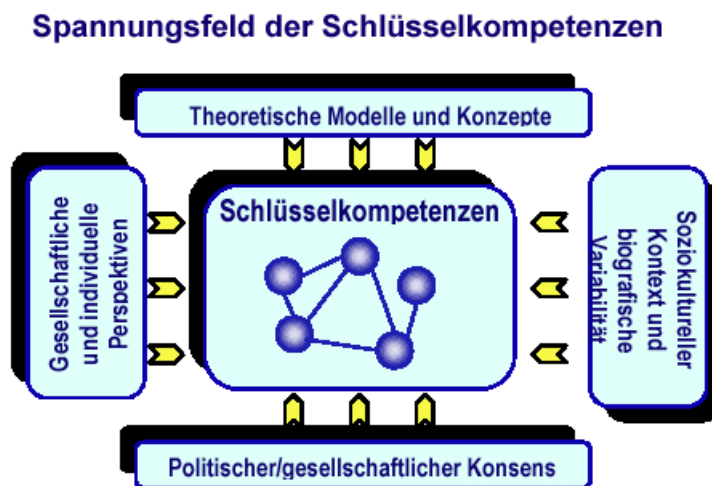 Spannungsfeld der Schlüsselkompetenzen
Theoretische Modelle und Konzepte
Gesellschaftliche
und individuelle
Perspektiven
Schlüsselkompetenzen
Soziokultureller
Kontext und
biografische
Variabilität
Politischer/gesellschaftlicher Konsens